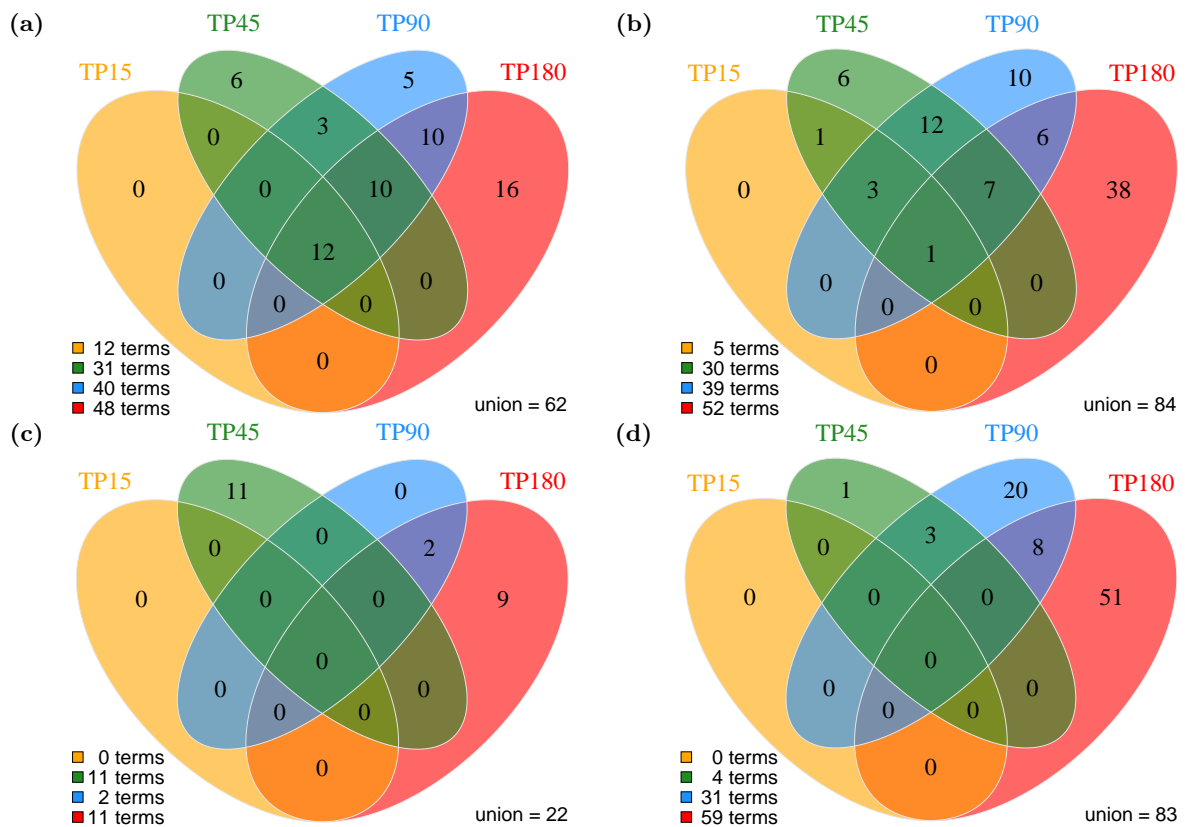 (a)
TP45
TP90
TP15
TP180
6
5
0
3
10
0
0
10
16
12
0
0
0
0
0
12 terms
31 terms
40 terms
48 terms
union = 62
(b)
TP45
TP90
TP15
TP180
6
10
1
12
6
0
3
7
38
1
0
0
0
0
0
5 terms
30 terms
39 terms
52 terms
union = 84
(c)
TP45
TP90
TP15
TP180
11
0
0
0
2
0
0
0
9
0
0
0
0
0
0
0 terms
11 terms
2 terms
11 terms
union = 22
(d)
TP45
TP90
TP15
TP180
1
20
0
3
8
0
0
0
51
0
0
0
0
0
0
0 terms
4 terms
31 terms
59 terms
union = 83